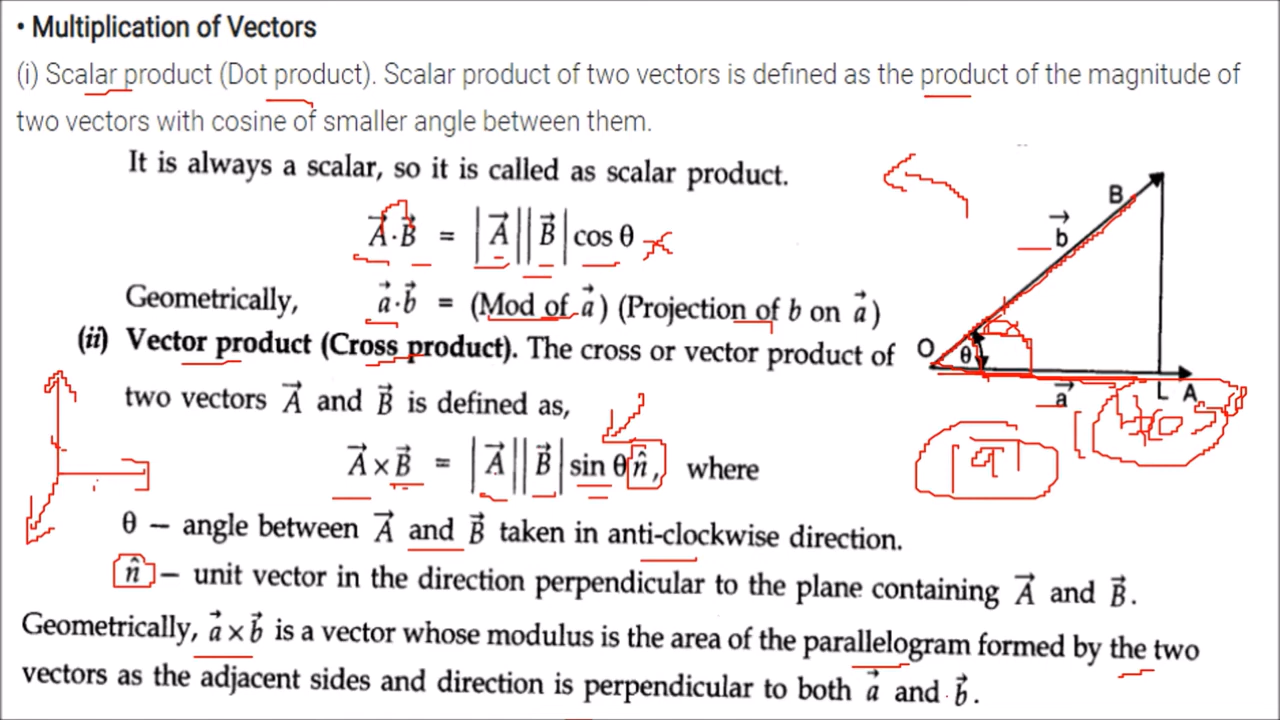 • Multiplication of Vectors
(i) Scalar product (Dot product). Scalar product of two vectors is defined as the product of the magnitude of
two vectors with cosine of smaller angle between them.
It is always a scalar, so it is called as scalar product.
A⃗·B⃗ = |A⃗||B⃗| cos θ
Geometrically, a⃗·b⃗ = (Mod of a⃗) (Projection of b on a⃗)
(ii) Vector product (Cross product). The cross or vector product of
two vectors A⃗ and B⃗ is defined as,
A⃗ × B⃗ = |A⃗||B⃗| sin θ n̂, where
θ – angle between A⃗ and B⃗ taken in anti-clockwise direction.
n̂ – unit vector in the direction perpendicular to the plane containing A⃗ and B⃗.
Geometrically, a⃗ × b⃗ is a vector whose modulus is the area of the parallelogram formed by the two
vectors as the adjacent sides and direction is perpendicular to both a⃗ and b⃗.
B
b⃗
O
θ
a⃗
L A